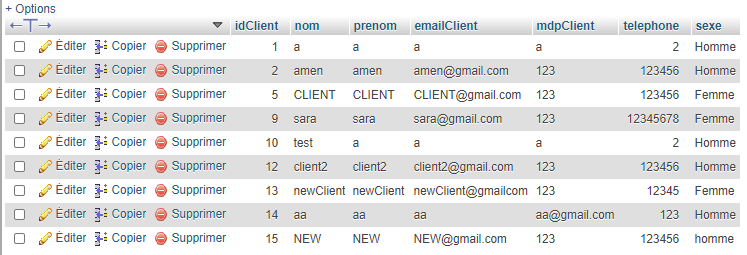 + Options
←T→ idClient nom prenom emailClient mdpClient telephone sexe
Éditer Copier Supprimer 1 a a a a 2 Homme
Éditer Copier Supprimer 2 amen amen amen@gmail.com 123 123456 Homme
Éditer Copier Supprimer 5 CLIENT CLIENT CLIENT@gmail.com 123 123456 Femme
Éditer Copier Supprimer 9 sara sara sara@gmail.com 123 12345678 Femme
Éditer Copier Supprimer 10 test a a a 2 Homme
Éditer Copier Supprimer 12 client2 client2 client2@gmail.com 123 123456 Homme
Éditer Copier Supprimer 13 newClient newClient newClient@gmailcom 123 12345 Femme
Éditer Copier Supprimer 14 aa aa aa aa@gmail.com 123 Homme
Éditer Copier Supprimer 15 NEW NEW NEW@gmail.com 123 123456 homme